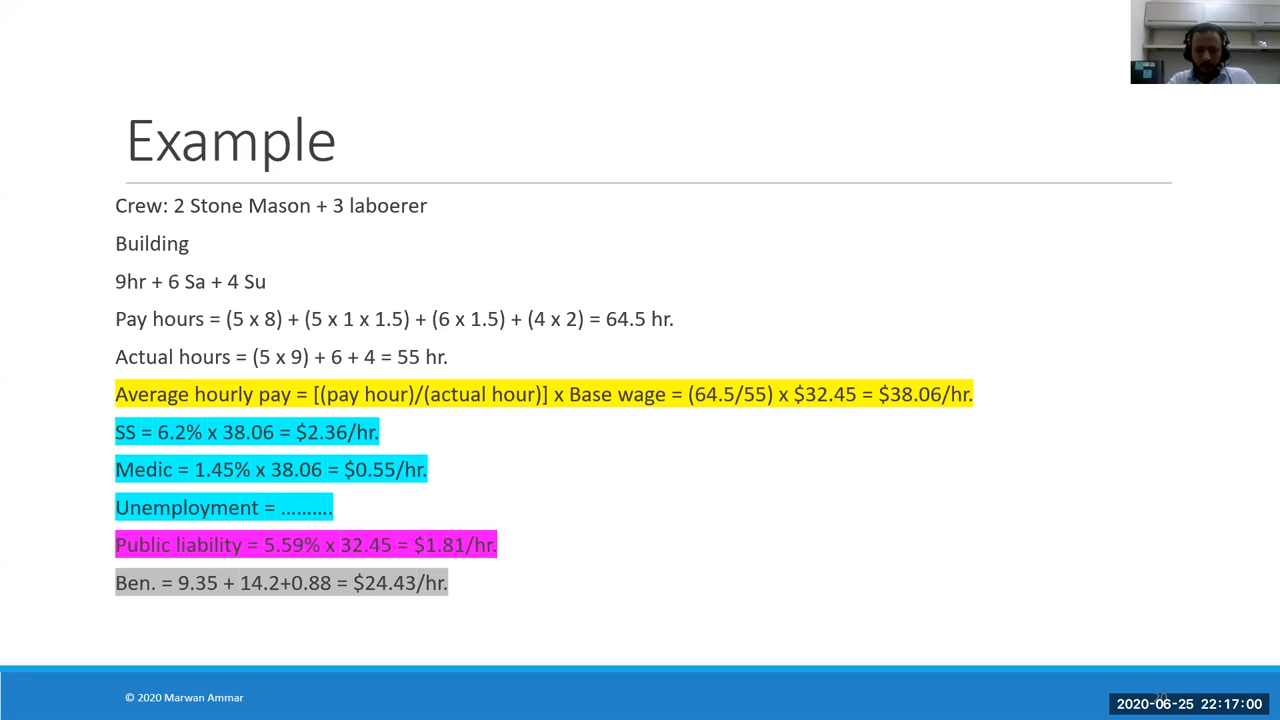 Example
Crew: 2 Stone Mason + 3 laboerer
Building
9hr + 6 Sa + 4 Su
Pay hours = (5 x 8) + (5 x 1 x 1.5) + (6 x 1.5) + (4 x 2) = 64.5 hr.
Actual hours = (5 x 9) + 6 + 4 = 55 hr.
Average hourly pay = [(pay hour)/(actual hour)] x Base wage = (64.5/55) x $32.45 = $38.06/hr.
SS = 6.2% x 38.06 = $2.36/hr.
Medic = 1.45% x 38.06 = $0.55/hr.
Unemployment = ……….
Public liability = 5.59% x 32.45 = $1.81/hr.
Ben. = 9.35 + 14.2+0.88 = $24.43/hr.
© 2020 Marwan Ammar
2020-06-25 22:17:00